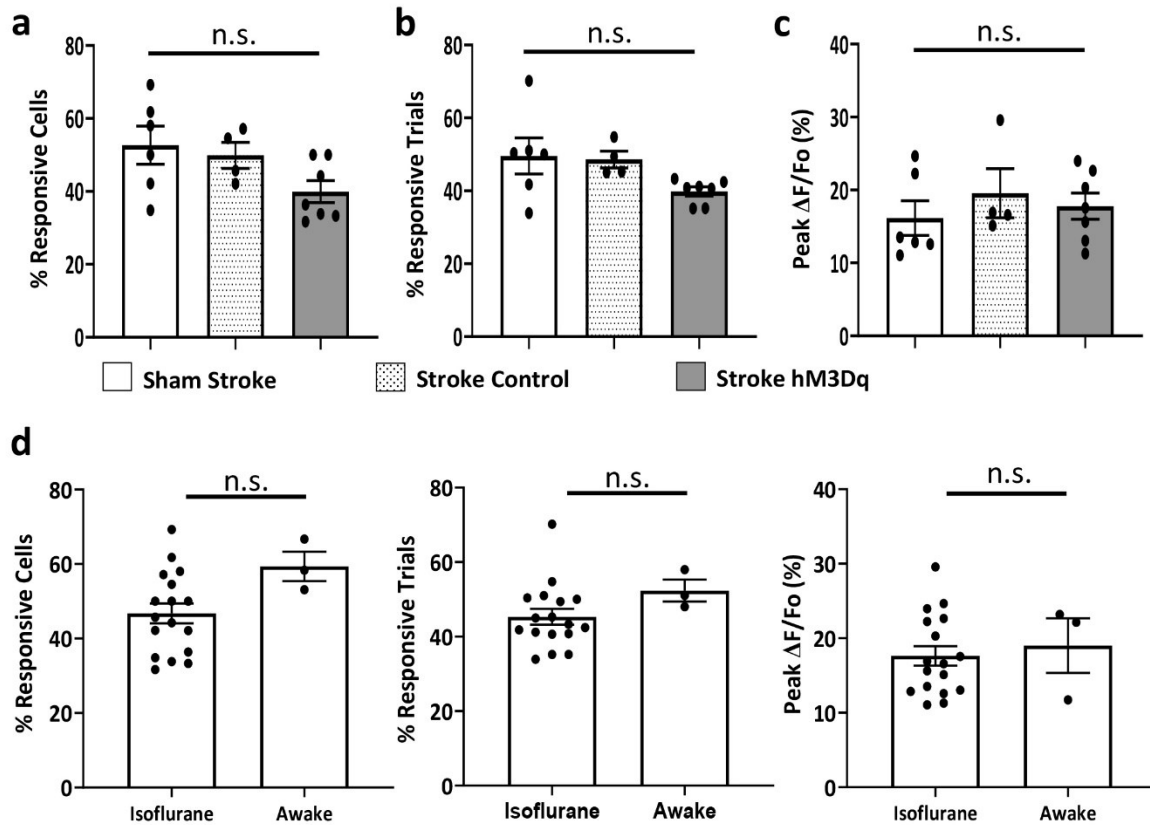 a
n.s.
80
60
40
20
0
% Responsive Cells
b
n.s.
80
60
40
20
0
% Responsive Trials
c
n.s.
40
30
20
10
0
Peak ΔF/Fo (%)
Sham Stroke
Stroke Control
Stroke hM3Dq
d
n.s.
80
60
40
20
0
% Responsive Cells
Isoflurane
Awake
n.s.
80
60
40
20
0
% Responsive Trials
Isoflurane
Awake
n.s.
40
30
20
10
0
Peak ΔF/Fo (%)
Isoflurane
Awake